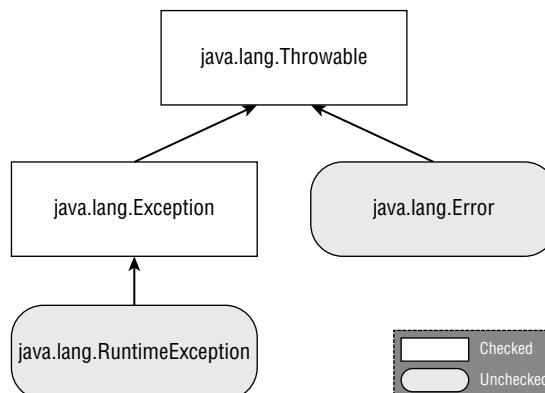 java.lang.Throwable
java.lang.Exception
java.lang.Error
java.lang.RuntimeException
Checked
Unchecked